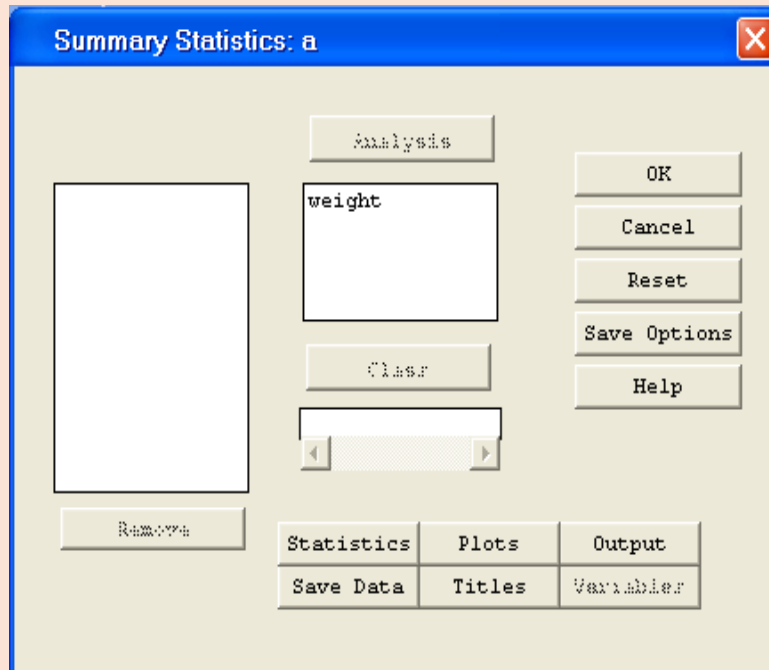 Summary Statistics: a
Analysis
weight
Class
Remove
OK
Cancel
Reset
Save Options
Help
Statistics Plots Output
Save Data Titles Variables